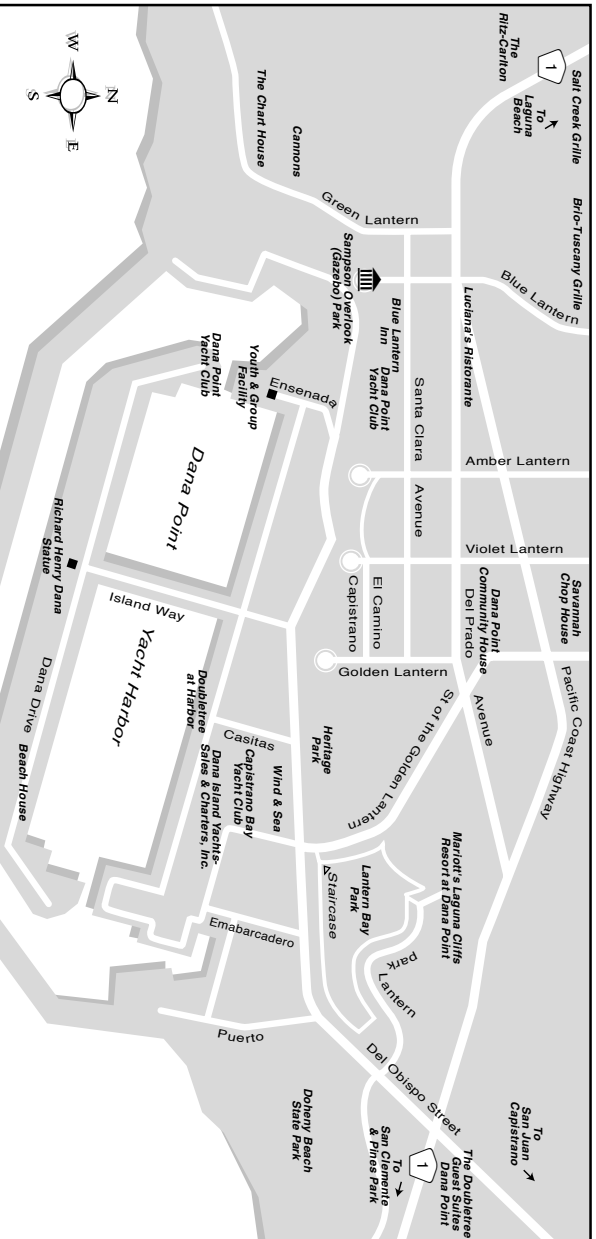 W
N
S
E
The
Ritz-Carlton
1
Salt Creek Grille
To
Laguna
Beach
Brio-Tuscany Grille
The Chart House
Cannons
Green Lantern
Blue Lantern
Sampson Overlook
(Gazebo) Park
Luciana's Ristorante
Blue Lantern
Inn
Dana Point
Yacht Club
Santa Clara
Avenue
Amber Lantern
Violet Lantern
Youth & Group
Facility
Dana Point
Yacht Club
Ensenada
Dana Point
Yacht Harbor
Richard Henry Dana
Statue
Island Way
Dana Drive
Beach House
El Camino
Capistrano
Golden Lantern
Dana Point
Community House
Del Prado
Avenue
Savannah
Chop House
Pacific Coast Highway
St of the Golden Lantern
Heritage
Park
Doubletree
at Harbor
Casitas
Wind & Sea
Capistrano Bay
Yacht Club
Dana Island Yachts-
Sales & Charters, Inc.
Mariott's Laguna Cliffs
Resort at Dana Point
Lantern Bay
Park
Staircase
park
Lantern
Emabarcadero
Puerto
Del Obispo Street
Doheny Beach
State Park
To
San Juan
Capistrano
The Doubletree
Guest Suites
Dana Point
1
To
San Clemente
& Pines Park